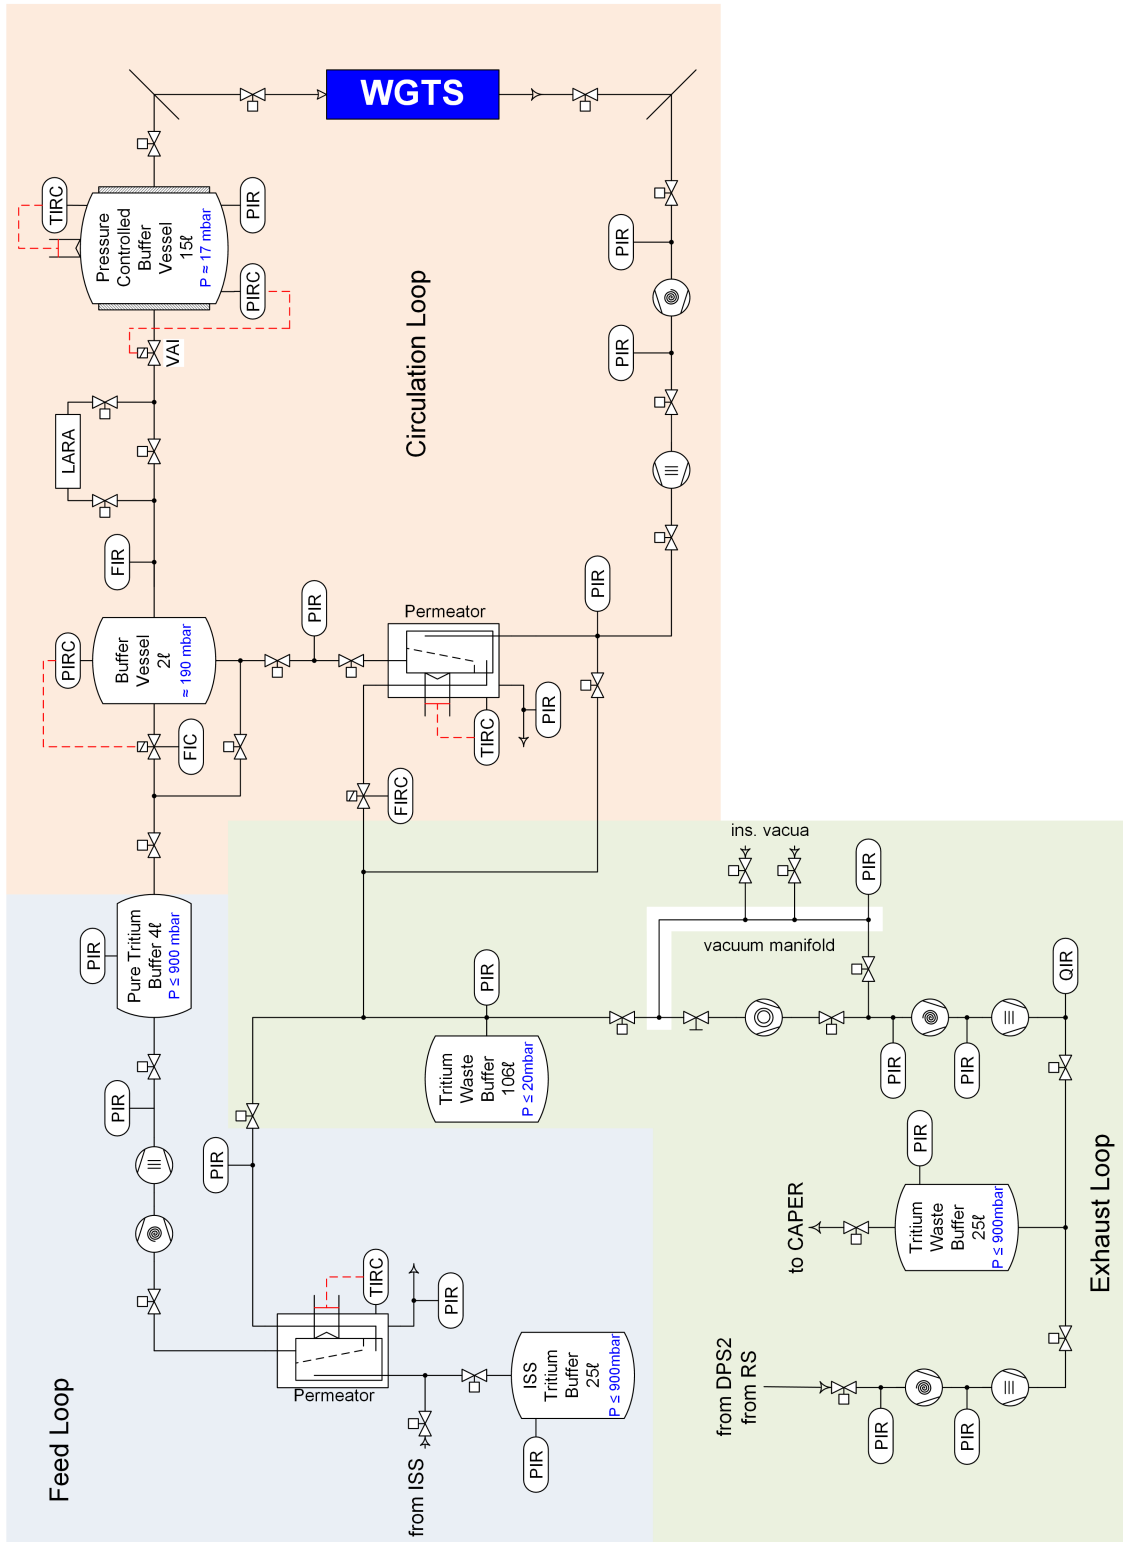 WGTS
TIRC
Pressure
Controlled
Buffer
Vessel
15ℓ
P ≈ 17 mbar
PIR
PIRC
VAI
PIR
PIR
Circulation Loop
LARA
FIR
PIRC
Buffer
Vessel
2ℓ
≈ 190 mbar
FIC
PIR
Permeator
PIR
TIRC
PIR
FIRC
ins. vacua
PIR
vacuum manifold
PIR
Pure Tritium
Buffer 4ℓ
P ≤ 900 mbar
PIR
PIR
Tritium
Waste
Buffer
106ℓ
P ≤ 20mbar
QIR
PIR
PIR
PIR
PIR
Tritium
Waste
Buffer
25ℓ
P ≤ 900mbar
to CAPER
Exhaust Loop
TIRC
PIR
Permeator
ISS
Tritium
Buffer
25ℓ
P ≤ 900mbar
PIR
from ISS
Feed Loop
from DPS2
from RS
PIR
PIR